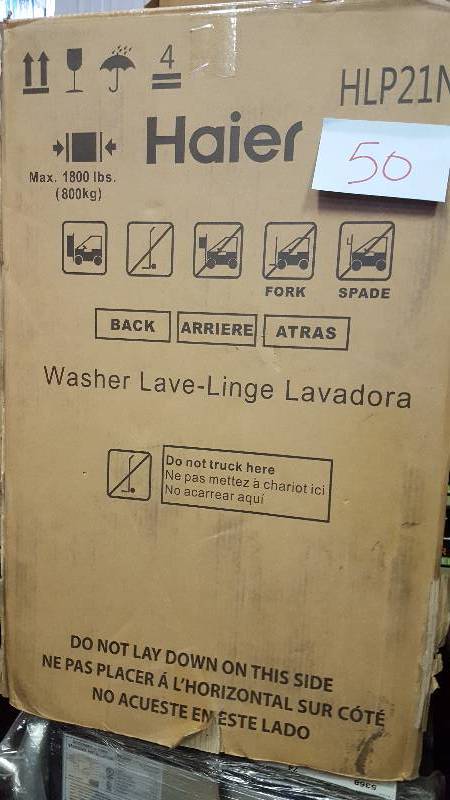 4
HLP21N
Haier
50
Max. 1800 lbs.
(800kg)
FORK SPADE
BACK ARRIERE ATRAS
Washer Lave-Linge Lavadora
Do not truck here
Ne pas mettez à chariot ici
No acarrear aquí
DO NOT LAY DOWN ON THIS SIDE
NE PAS PLACER Á L'HORIZONTAL SUR CÓTÉ
NO ACUESTE EN ÉSTE LADO